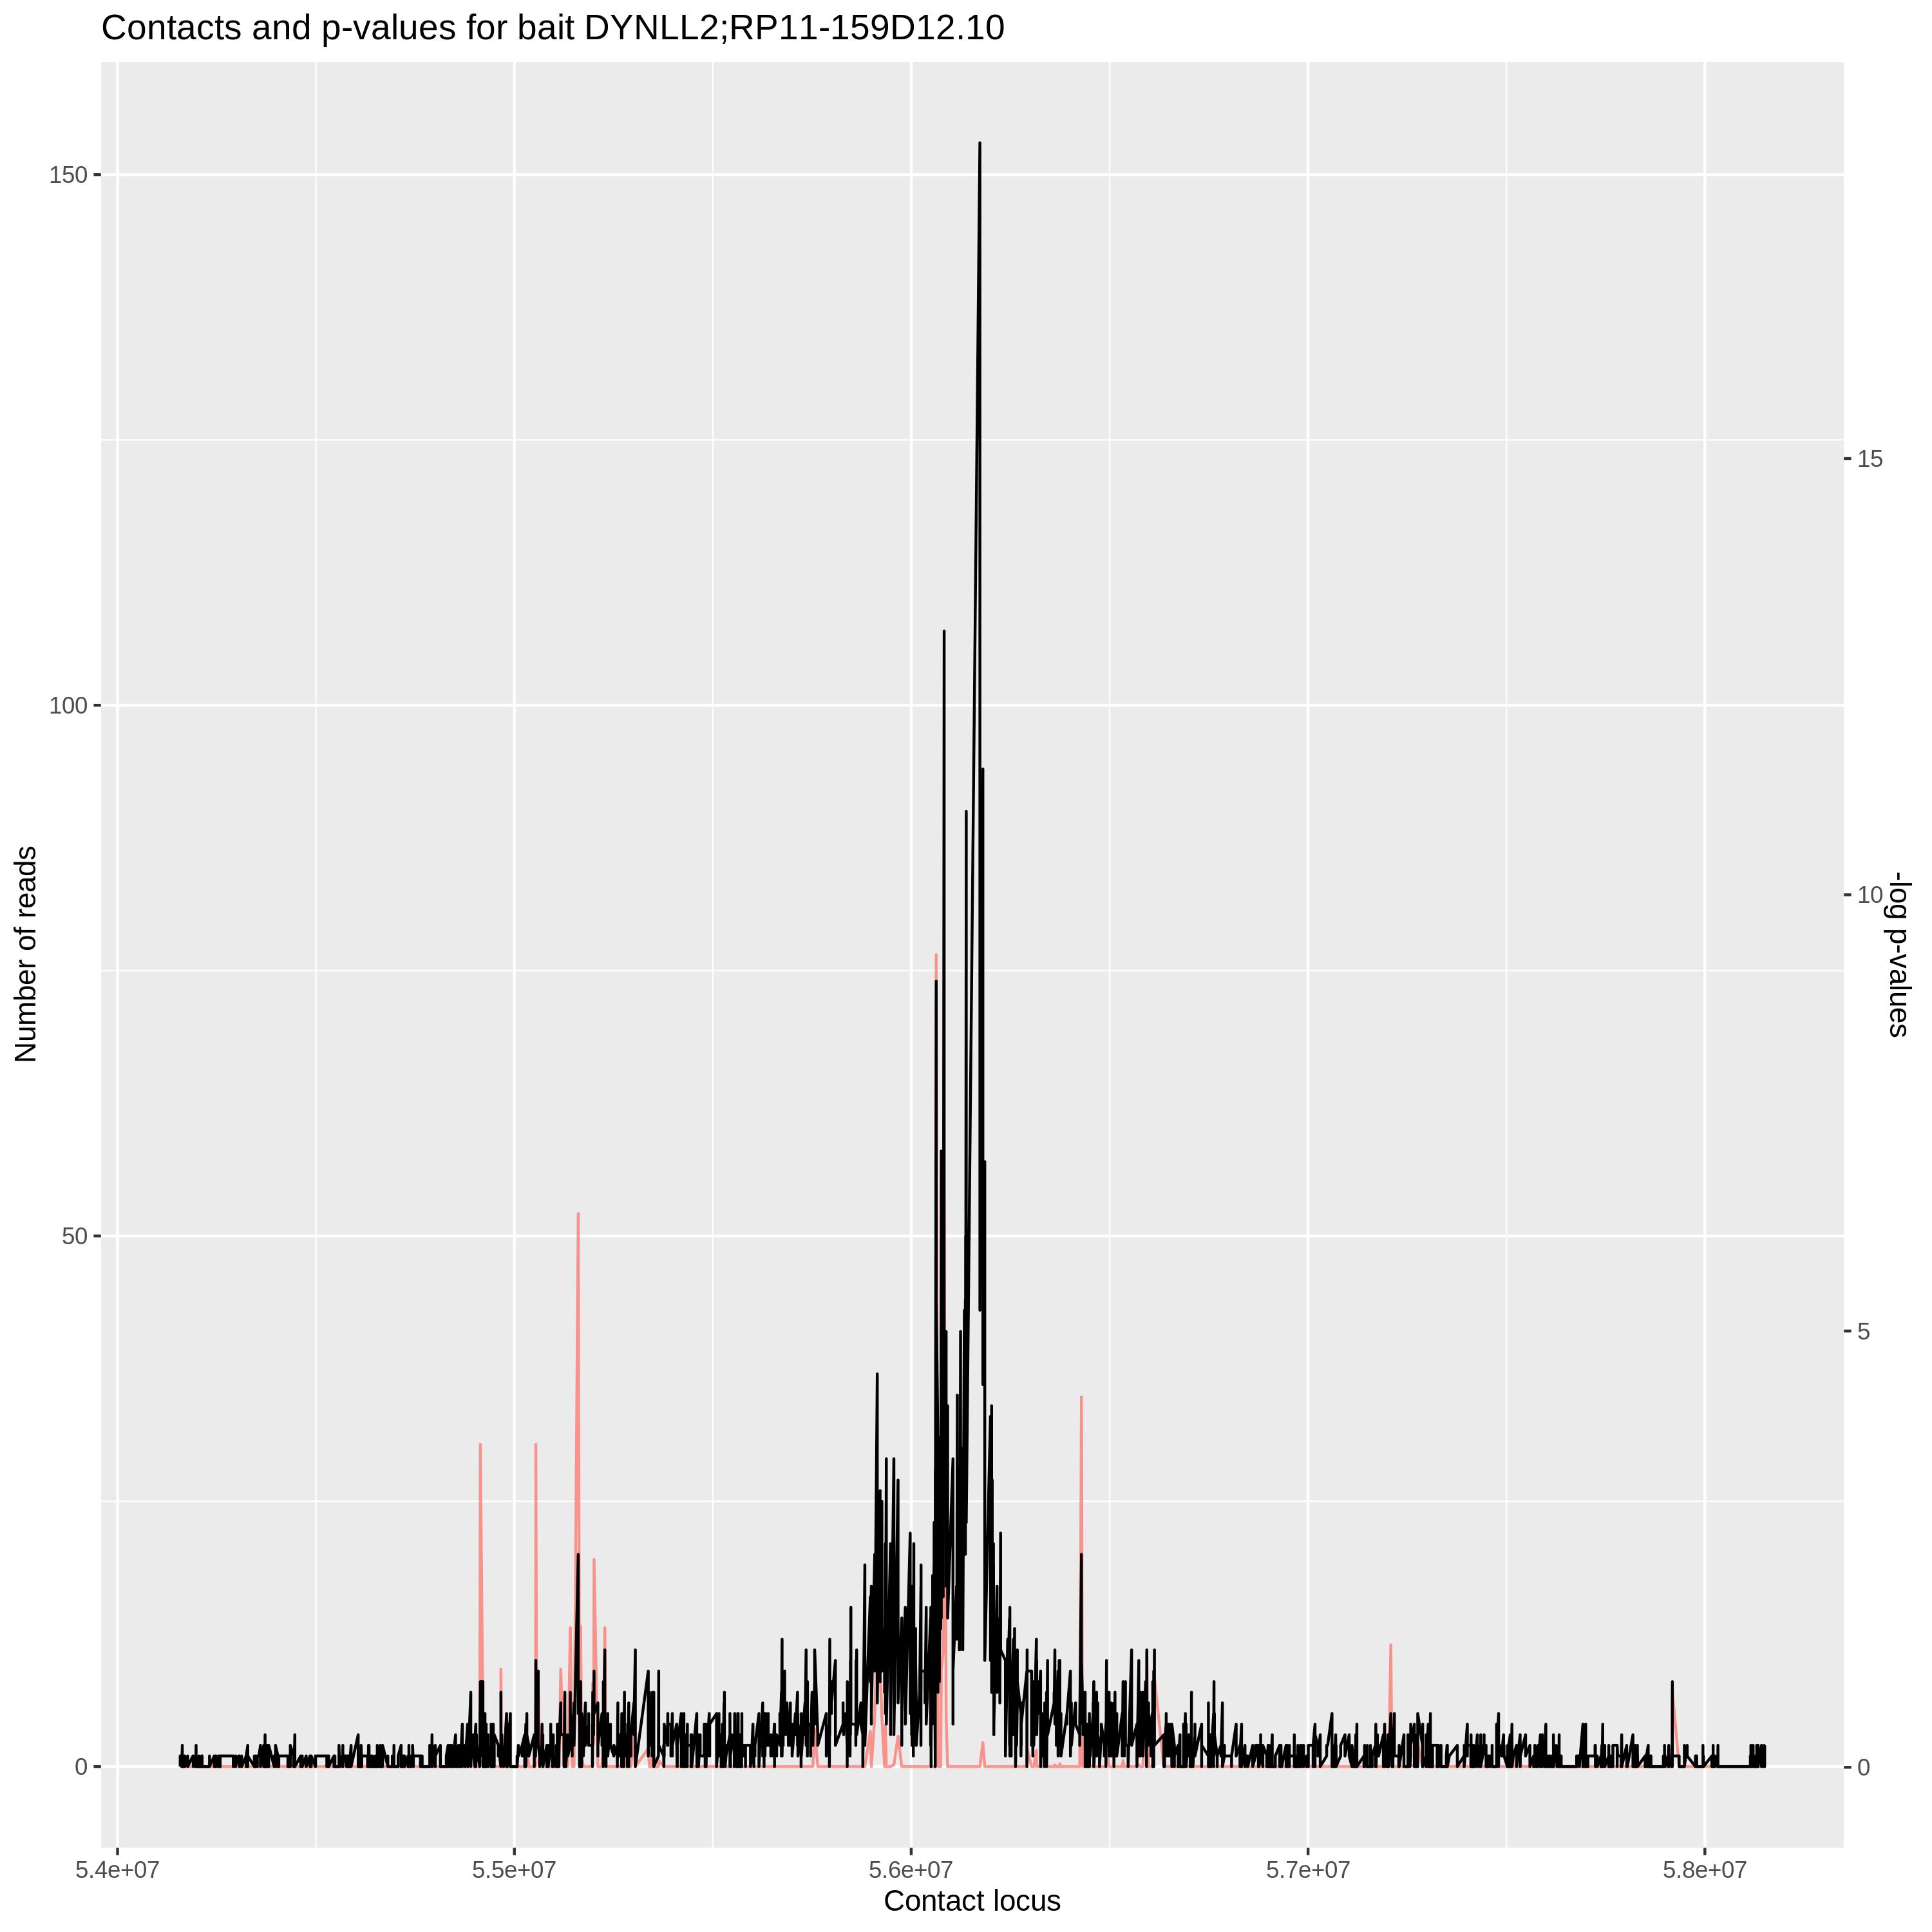 Contacts and p-values for bait DYNLL2;RP11-159D12.10
150
100
50
0
Number of reads
15
10
5
0
-log p-values
5.4e+07
5.5e+07
5.6e+07
5.7e+07
5.8e+07
Contact locus